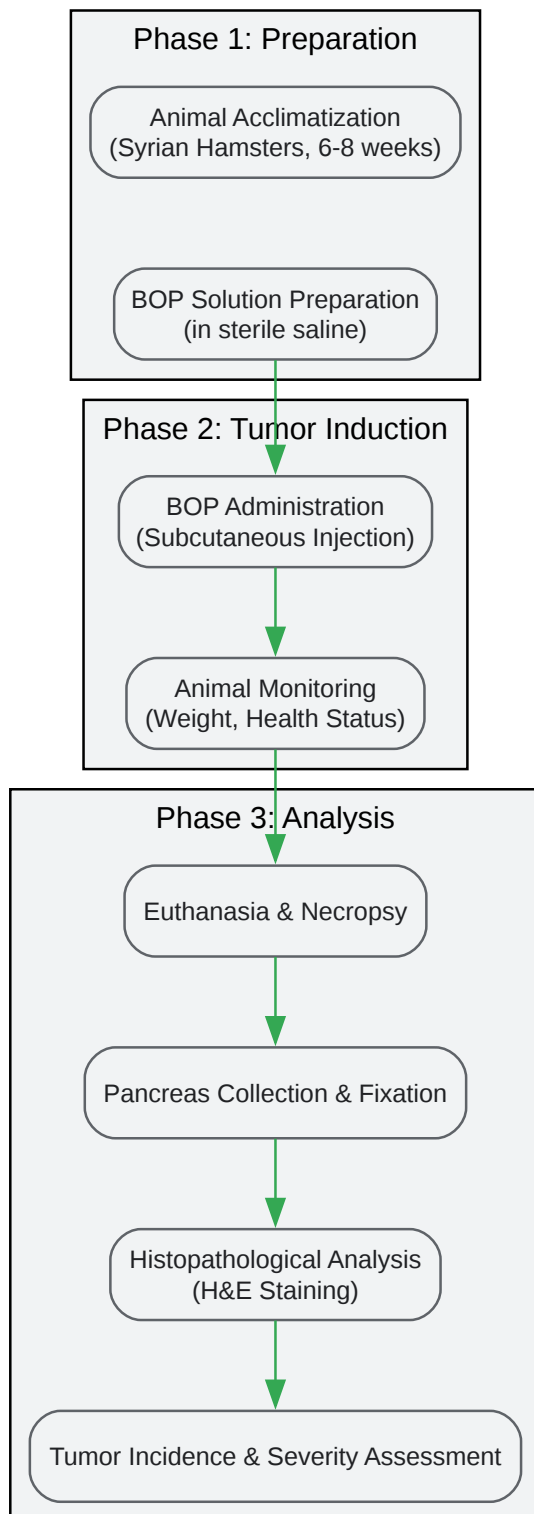 Phase 1: Preparation
Animal Acclimatization
(Syrian Hamsters, 6-8 weeks)
BOP Solution Preparation
(in sterile saline)
Phase 2: Tumor Induction
BOP Administration
(Subcutaneous Injection)
Animal Monitoring
(Weight, Health Status)
Phase 3: Analysis
Euthanasia & Necropsy
Pancreas Collection & Fixation
Histopathological Analysis
(H&E Staining)
Tumor Incidence & Severity Assessment